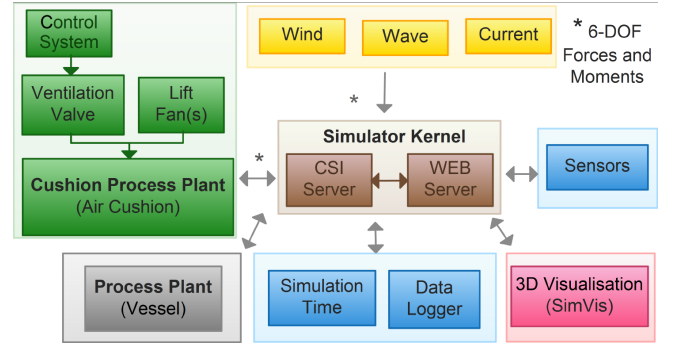 Control
System
Ventilation
Valve
Lift
Fan(s)
Cushion Process Plant
(Air Cushion)
Wind
Wave
Current
* 6-DOF
Forces and
Moments
*
*
Simulator Kernel
CSI
Server
WEB
Server
Sensors
Process Plant
(Vessel)
Simulation
Time
Data
Logger
3D Visualisation
(SimVis)